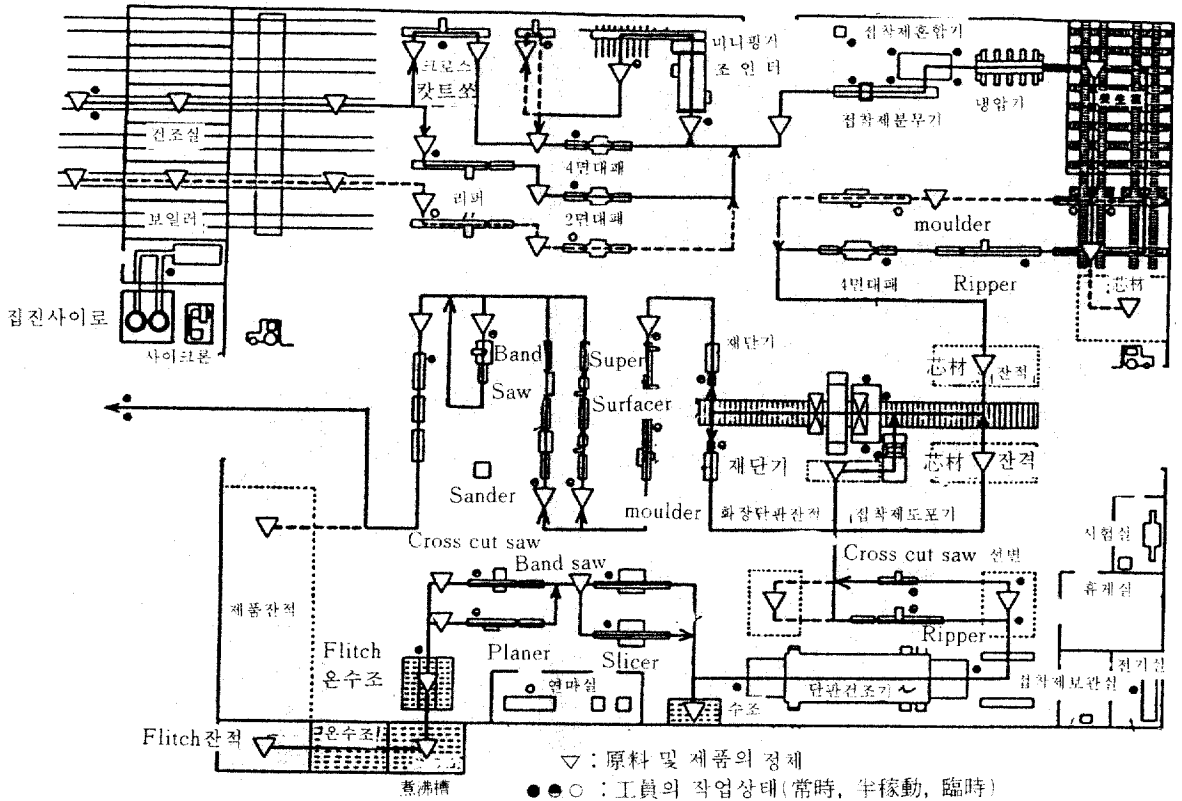 크로스
캇트쏘
미니핑거
조인터
접착제혼합기
접착제분무기
냉압기
養生室
건조실
보일러
리퍼
4면대패
2면대패
moulder
4면대패
Ripper
芯材
집진사이로
사이크론
Band
Saw
Super
Surfacer
Sander
moulder
재단기
재단기
芯材 잔적
芯材 잔격
화장단판잔적
접착제도포기
Cross cut saw
Band saw
Planer
Slicer
Cross cut saw
선별
Ripper
시험실
휴게실
전기실
접착제보관실
제품잔적
Flitch
온수조
연마실
수조
단판건조기
Flitch잔적
온수조
煮沸槽
▽ : 原料 및 제품의 정체
●◓○ : 工員의 작업상태(常時, 半稼動, 臨時)